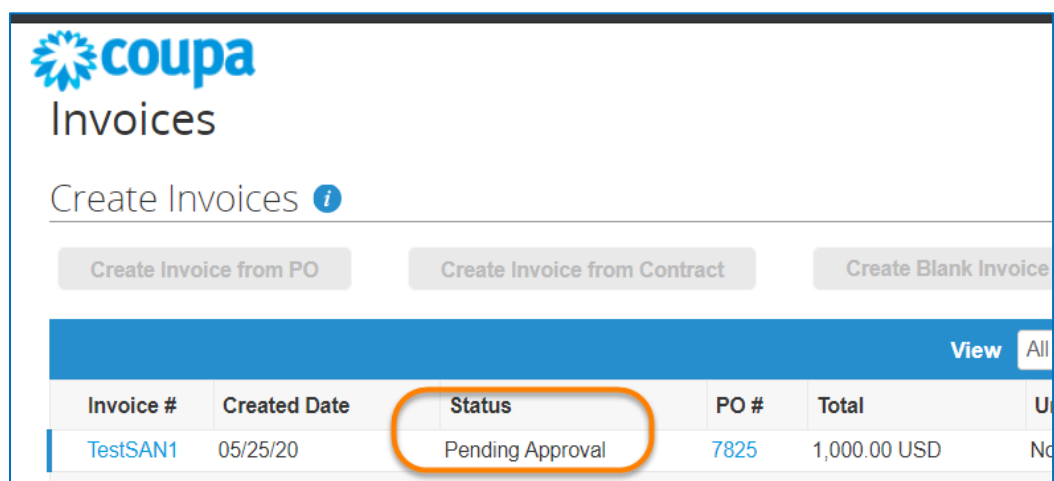 coupa
Invoices
Create Invoices i
Create Invoice from PO Create Invoice from Contract Create Blank Invoice
View All
Invoice # Created Date Status PO # Total
TestSAN1 05/25/20 Pending Approval 7825 1,000.00 USD